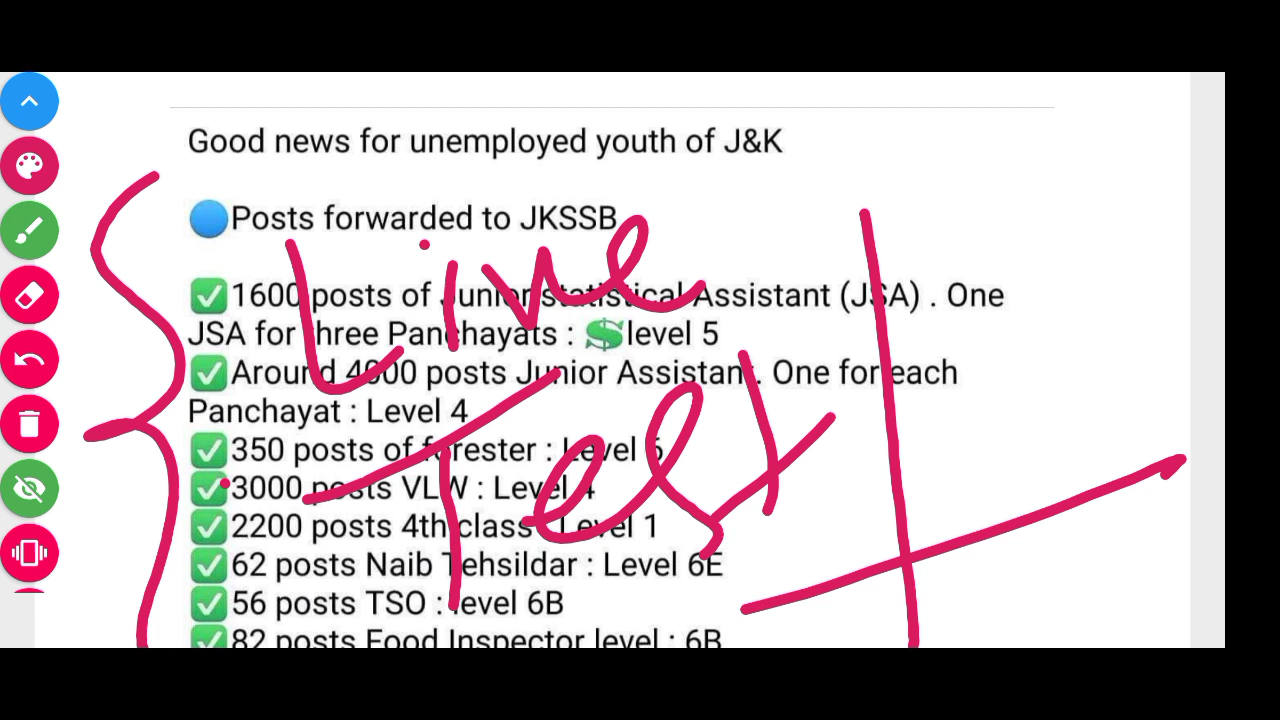 Good news for unemployed youth of J&K
🔵Posts forwarded to JKSSB
✅1600 posts of Junior statistical Assistant (JSA) . One
JSA for three Panchayats : 💲level 5
✅Around 4000 posts Junior Assistant. One for each
Panchayat : Level 4
✅350 posts of forester : Level 6
✅3000 posts VLW : Level 4
✅2200 posts 4th class : Level 1
✅62 posts Naib Tehsildar : Level 6E
✅56 posts TSO : level 6B
✅82 posts Food Inspector level : 6B
Live
Test